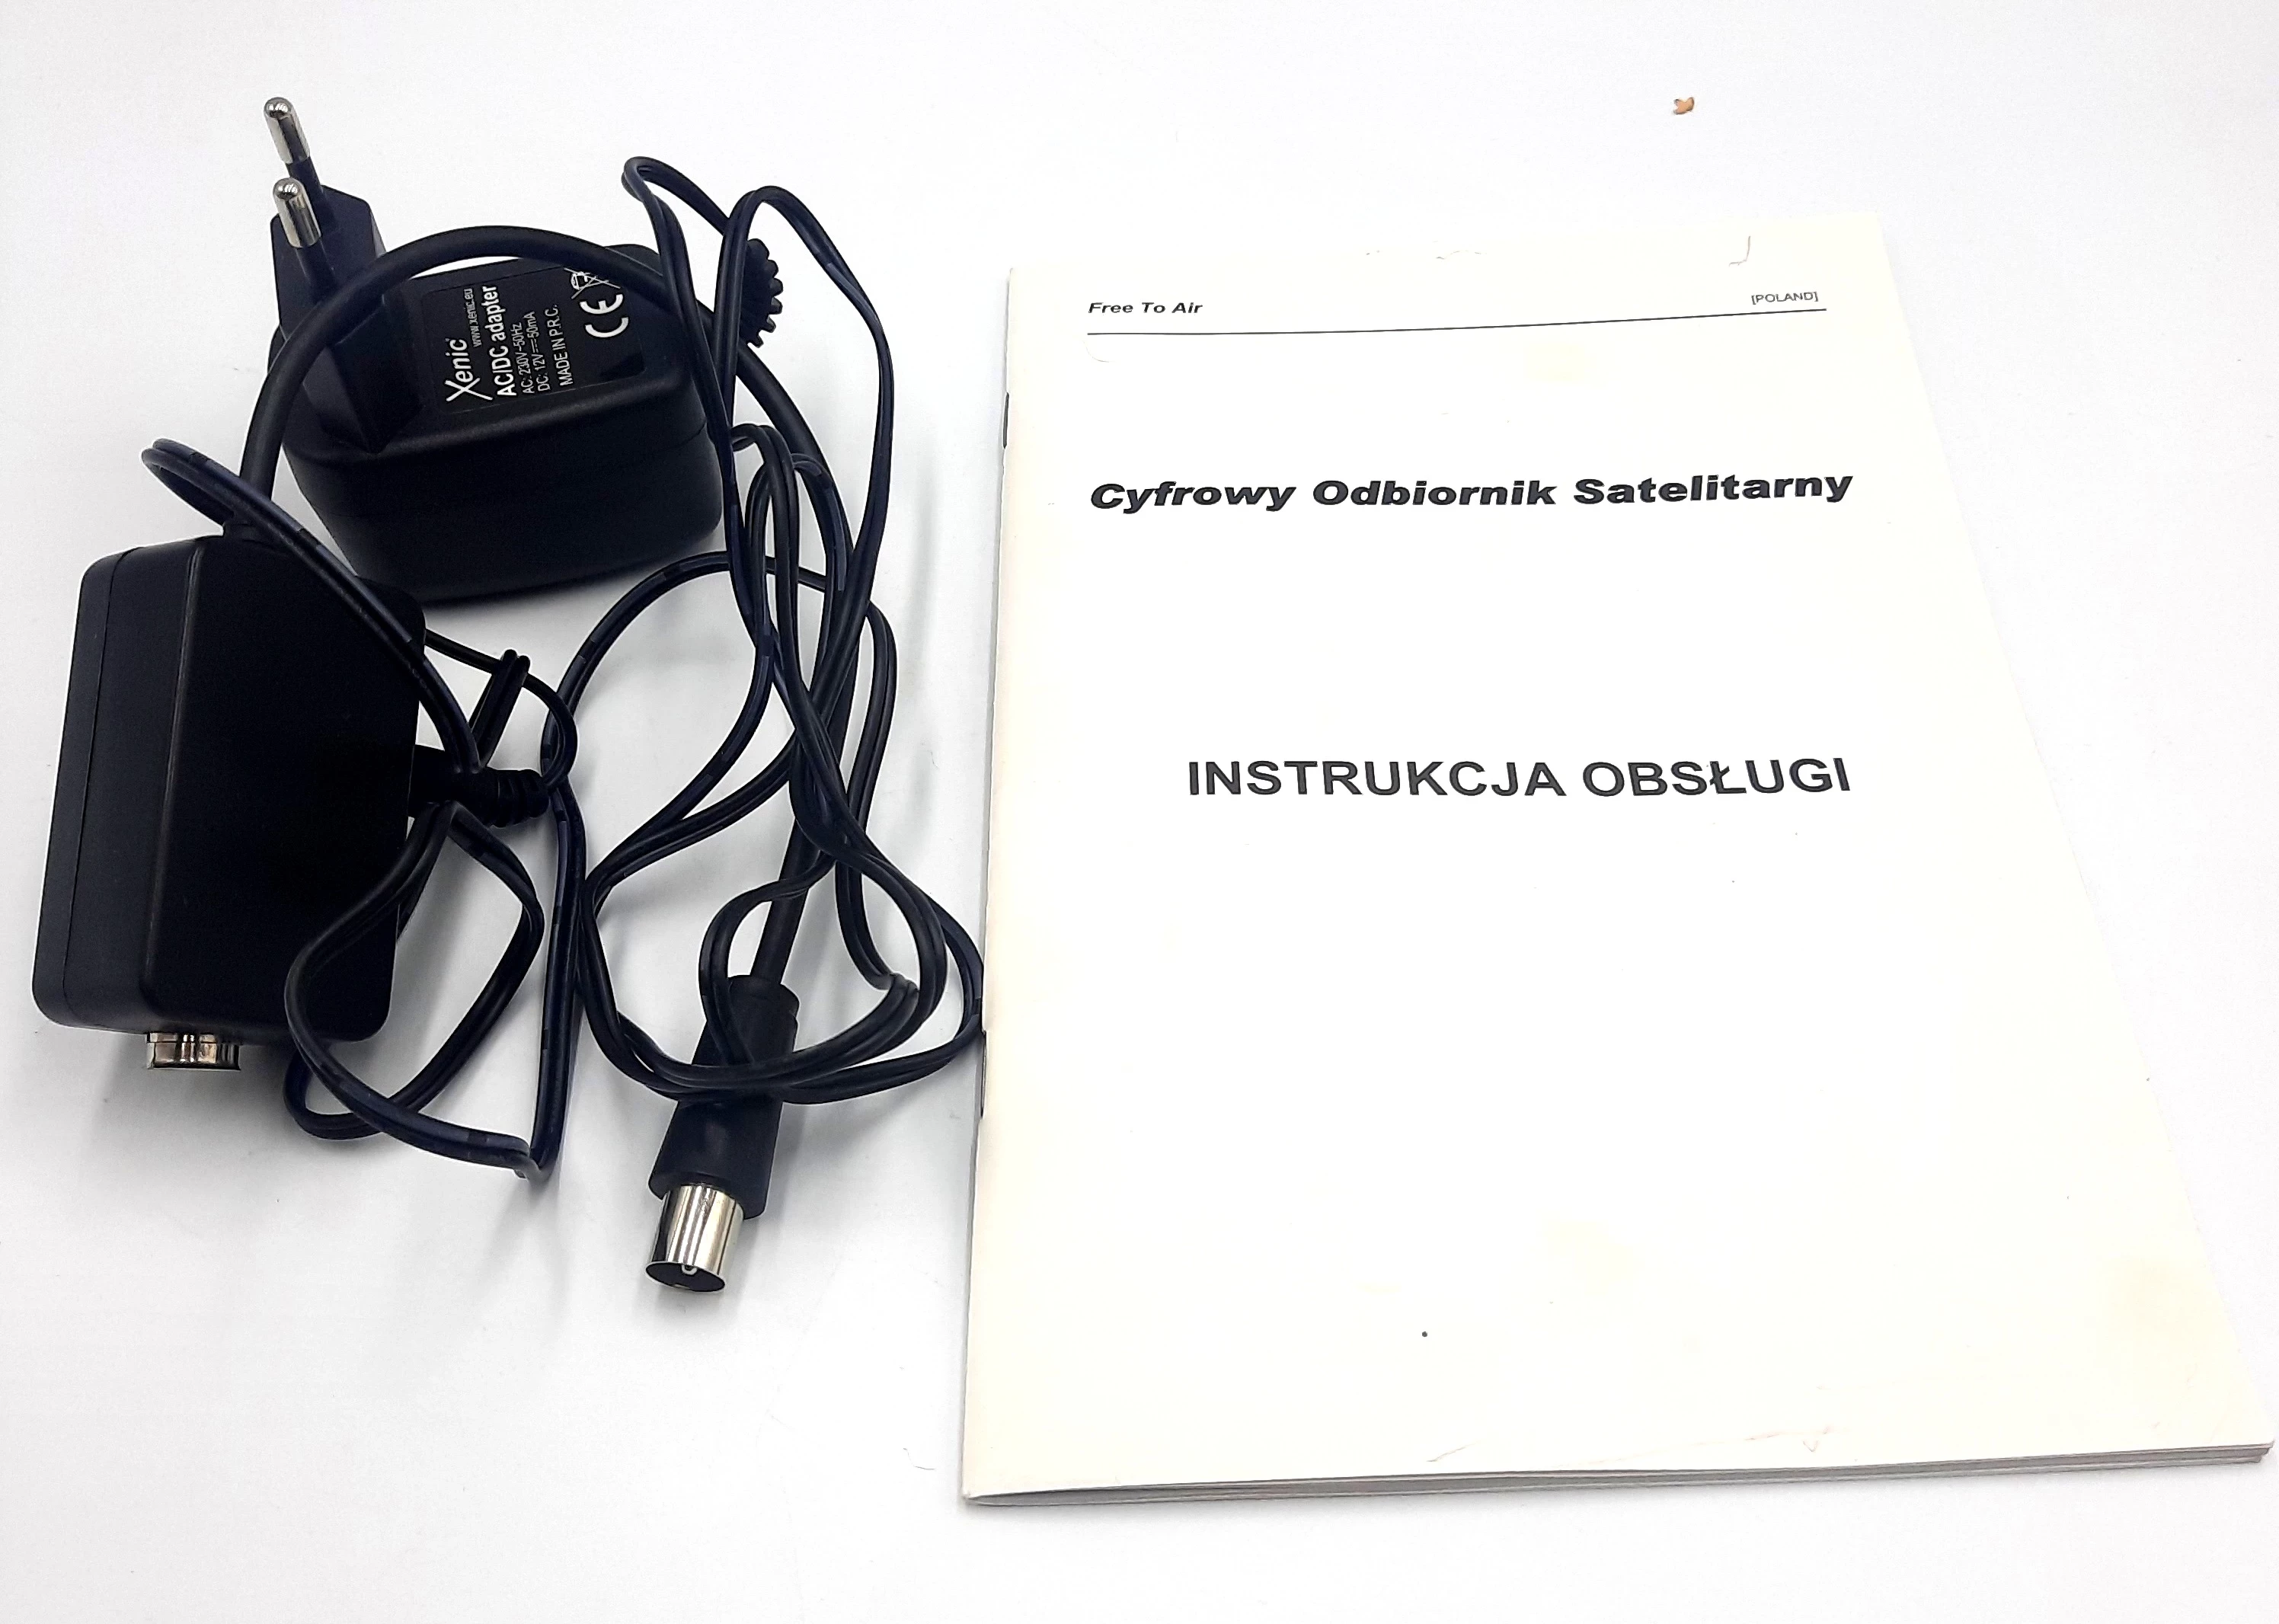 Xenic
www.xenic.eu
AC/DC adapter
AC: 230V~50Hz
DC: 12V⎓50mA
MADE IN P.R.C.
CE
Free To Air
[POLAND]
Cyfrowy Odbiornik Satelitarny
INSTRUKCJA OBSŁUGI